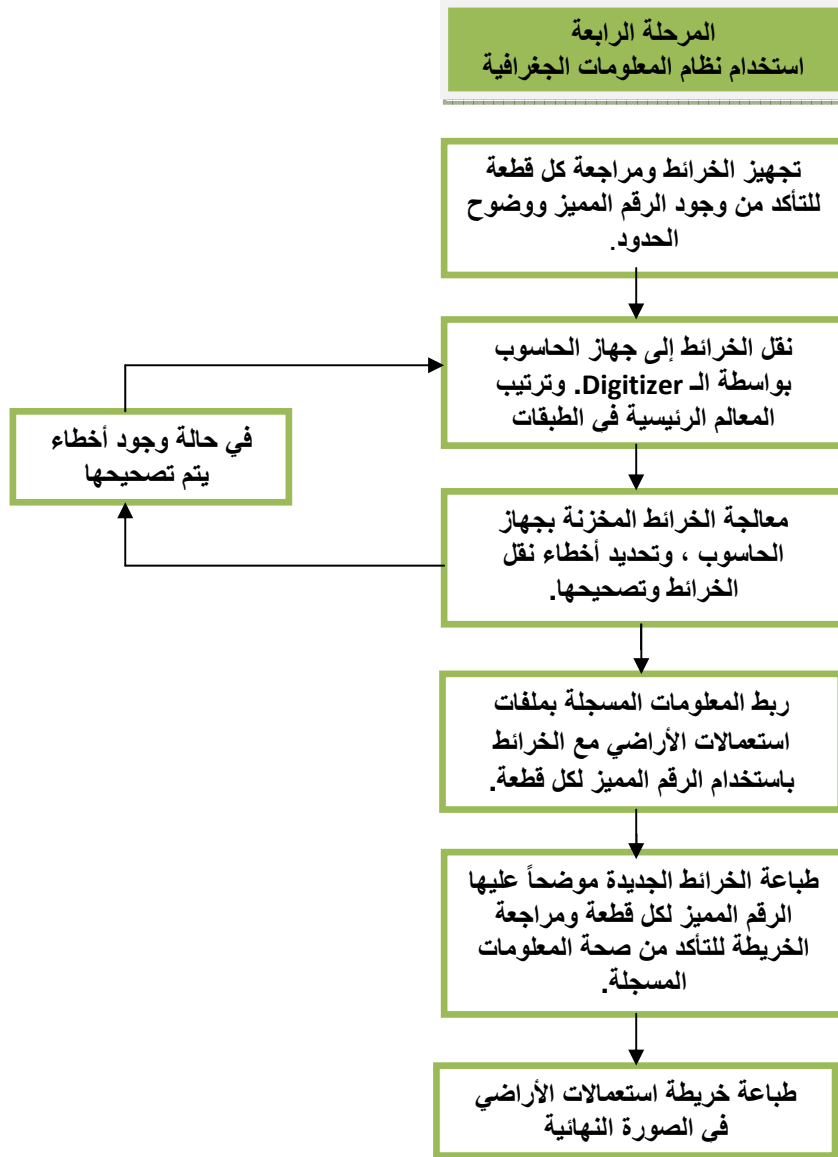 المرحلة الرابعة
استخدام نظام المعلومات الجغرافية
تجهيز الخرائط ومراجعة كل قطعة
للتأكد من وجود الرقم المميز ووضوح
الحدود.
نقل الخرائط إلى جهاز الحاسوب
بواسطة الـ Digitizer. وترتيب
المعالم الرئيسية في الطبقات
في حالة وجود أخطاء
يتم تصحيحها
معالجة الخرائط المخزنة بجهاز
الحاسوب ، وتحديد أخطاء نقل
الخرائط وتصحيحها.
ربط المعلومات المسجلة بملفات
استعمالات الأراضي مع الخرائط
باستخدام الرقم المميز لكل قطعة.
طباعة الخرائط الجديدة موضحاً عليها
الرقم المميز لكل قطعة ومراجعة
الخريطة للتأكد من صحة المعلومات
المسجلة.
طباعة خريطة استعمالات الأراضي
في الصورة النهائية